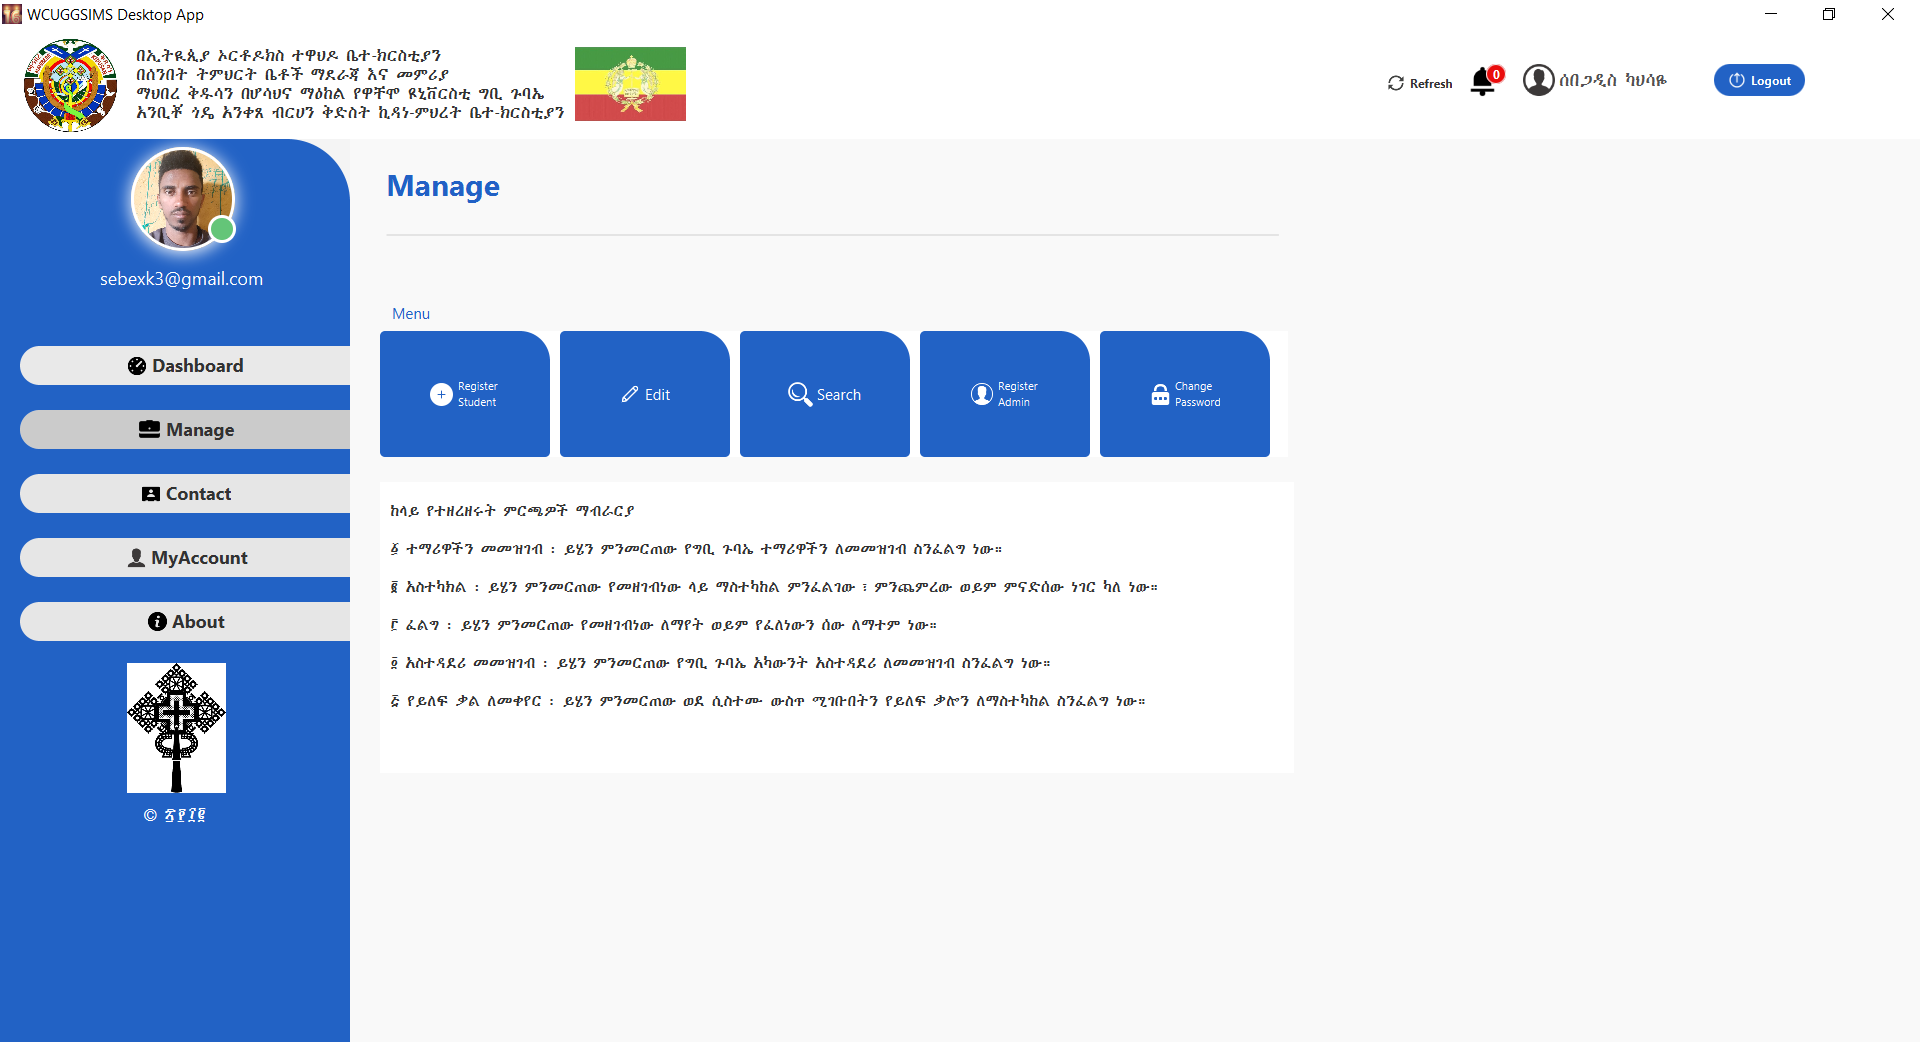 WCUGGSIMS Desktop App
በኢትዪጲያ ኦርቶዶክስ ተዋህዶ ቤተ-ክርስቲያን
በሰንበት ትምህርት ቤቶች ማደራጃ እና መምሪያ
ማህበረ ቅዱሳን በሆሳህና ማዕከል የዋቸሞ ዩኒቨርስቲ ግቢ ጉባኤ
አንቢቾ ጎዴ አንቀጸ ብርሀን ቅድስት ኪዳነ-ምህረት ቤተ-ክርስቲያን
Refresh
0
ሰበጋዲስ ካህሳዬ
Logout
sebexk3@gmail.com
Dashboard
Manage
Contact
MyAccount
About
© ፳፻፲፪
Manage
Menu
Register
Student
Edit
Search
Register
Admin
Change
Password
ከላይ የተዘረዘሩት ምርጫዎች ማብራርያ
፩ ተማሪዋችን መመዝገብ ፡ ይሄን ምንመርጠው የግቢ ጉባኤ ተማሪዋችን ለመመዝገብ ስንፈልግ ነው።
፪ አስተካክል ፡ ይሄን ምንመርጠው የመዘገብነው ላይ ማስተካከል ምንፈልገው ፣ ምንጨምረው ወይም ምናድሰው ነገር ካለ ነው።
፫ ፈልግ ፡ ይሄን ምንመርጠው የመዘገብነው ለማየት ወይም የፈለነውን ሰው ለማተም ነው።
፬ አስተዳደሪ መመዝገብ ፡ ይሄን ምንመርጠው የግቢ ጉባኤ አካውንት አስተዳደሪ ለመመዝገብ ስንፈልግ ነው።
፭ የይለፍ ቃል ለመቀየር ፡ ይሄን ምንመርጠው ወደ ሲስተሙ ውስጥ ሚገቡበትን የይለፍ ቃሎን ለማስተካከል ስንፈልግ ነው።